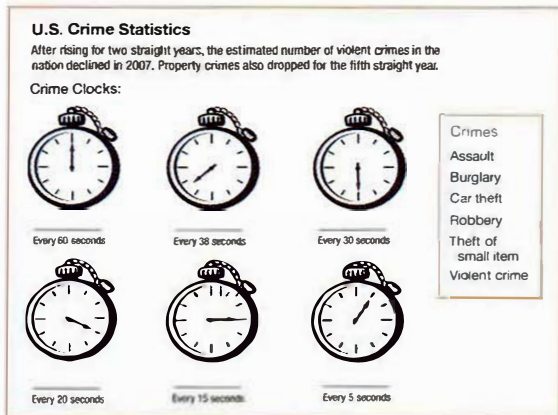 U.S. Crime Statistics
After rising for two straight years, the estimated number of violent crimes in the
nation declined in 2007. Property crimes also dropped for the fifth straight year.
Crime Clocks:
Every 60 seconds
Every 38 seconds
Every 30 seconds
Every 20 seconds
Every 15 seconds
Every 5 seconds
Crimes
Assault
Burglary
Car theft
Robbery
Theft of
small item
Violent crime